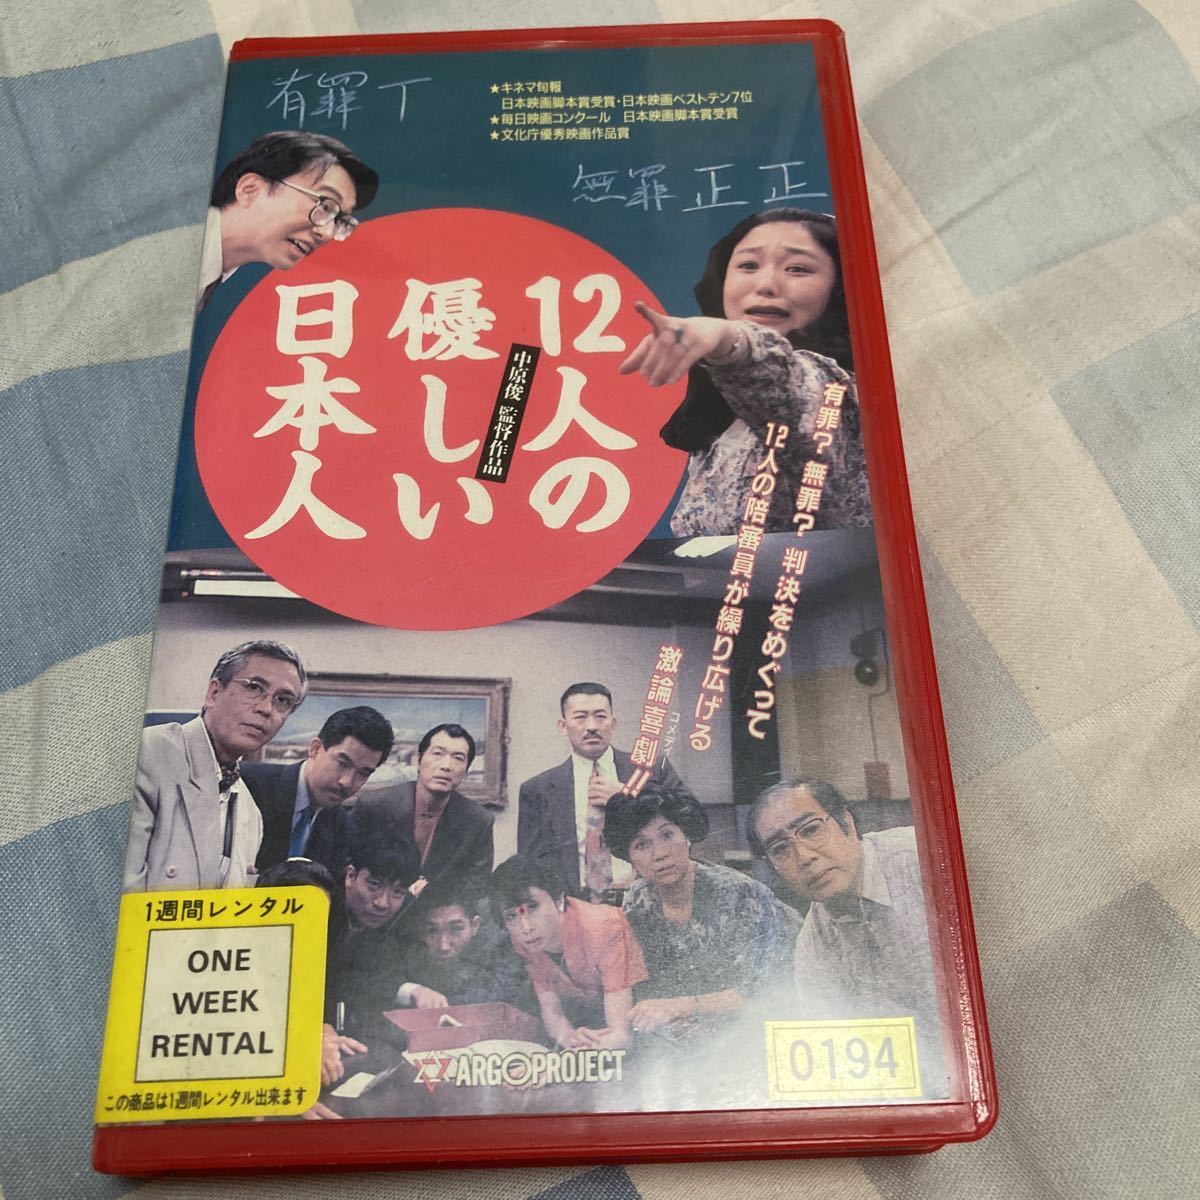 有罪 丅
★キネマ旬報
日本映画脚本賞受賞・日本映画ベストテン7位
★毎日映画コンクール 日本映画脚本賞受賞
★文化庁優秀映画作品賞
無罪 正正
12人の
優しい
日本人
中原俊 監督作品
有罪?無罪?判決をめぐって
12人の陪審員が繰り広げる
激論喜劇!!
コメディー
1週間レンタル
ONE
WEEK
RENTAL
この商品は1週間レンタル出来ます
ARGOPROJECT
0194